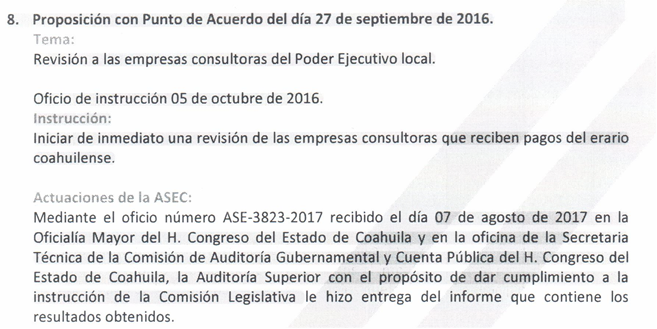 8. Proposición con Punto de Acuerdo del día 27 de septiembre de 2016.
Tema:
Revisión a las empresas consultoras del Poder Ejecutivo local.
Oficio de instrucción 05 de octubre de 2016.
Instrucción:
Iniciar de inmediato una revisión de las empresas consultoras que reciben pagos del erario
coahuilense.
Actuaciones de la ASEC:
Mediante el oficio número ASE-3823-2017 recibido el día 07 de agosto de 2017 en la
Oficialía Mayor del H. Congreso del Estado de Coahuila y en la oficina de la Secretaria
Técnica de la Comisión de Auditoría Gubernamental y Cuenta Pública del H. Congreso del
Estado de Coahuila, la Auditoría Superior con el propósito de dar cumplimiento a la
instrucción de la Comisión Legislativa le hizo entrega del informe que contiene los
resultados obtenidos.